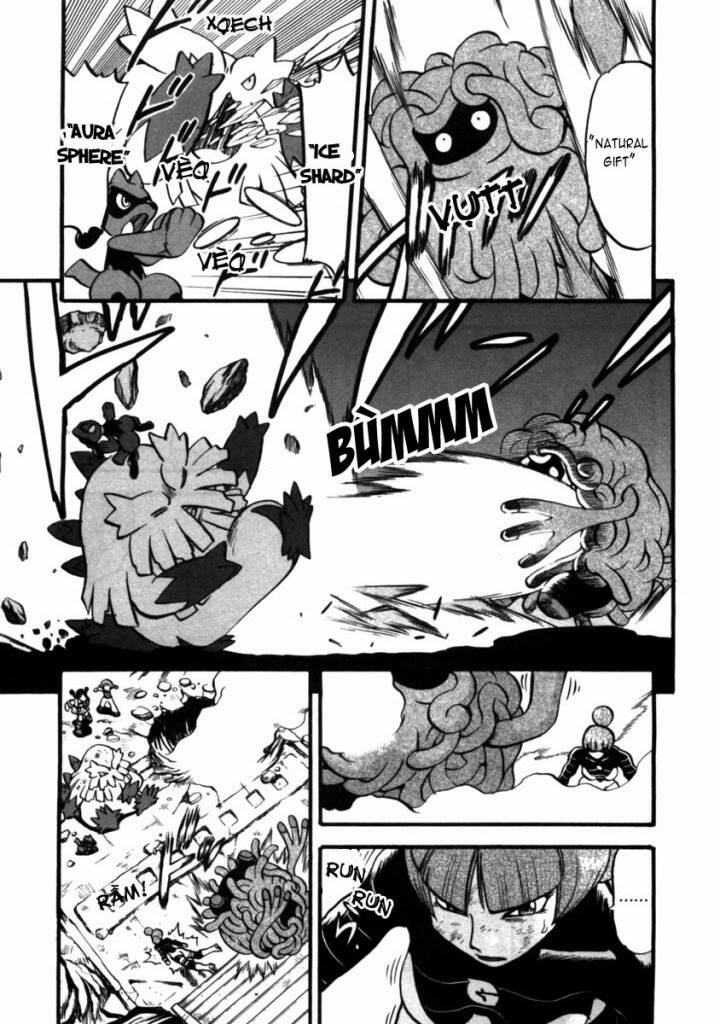 "NATURAL
GIFT"
VỤTT
XOẸCH
"ICE
SHARD"
"AURA
SPHERE"
VÈO
VÈO!
BÙMMM
RUN
RUN
.......
RẦM!